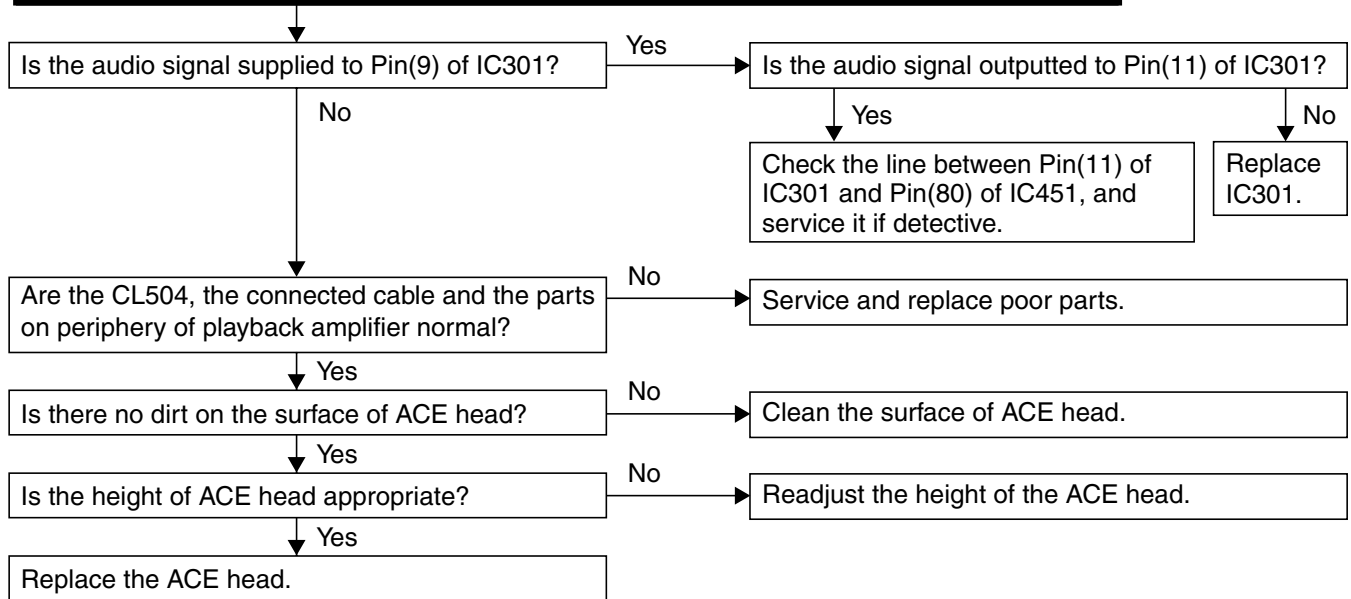 Is the audio signal supplied to Pin(9) of IC301?
Yes
Is the audio signal outputted to Pin(11) of IC301?
No
Yes
No
Check the line between Pin(11) of
IC301 and Pin(80) of IC451, and
service it if detective.
Replace
IC301.
Are the CL504, the connected cable and the parts
on periphery of playback amplifier normal?
No
Service and replace poor parts.
Yes
Is there no dirt on the surface of ACE head?
No
Clean the surface of ACE head.
Yes
Is the height of ACE head appropriate?
No
Readjust the height of the ACE head.
Yes
Replace the ACE head.